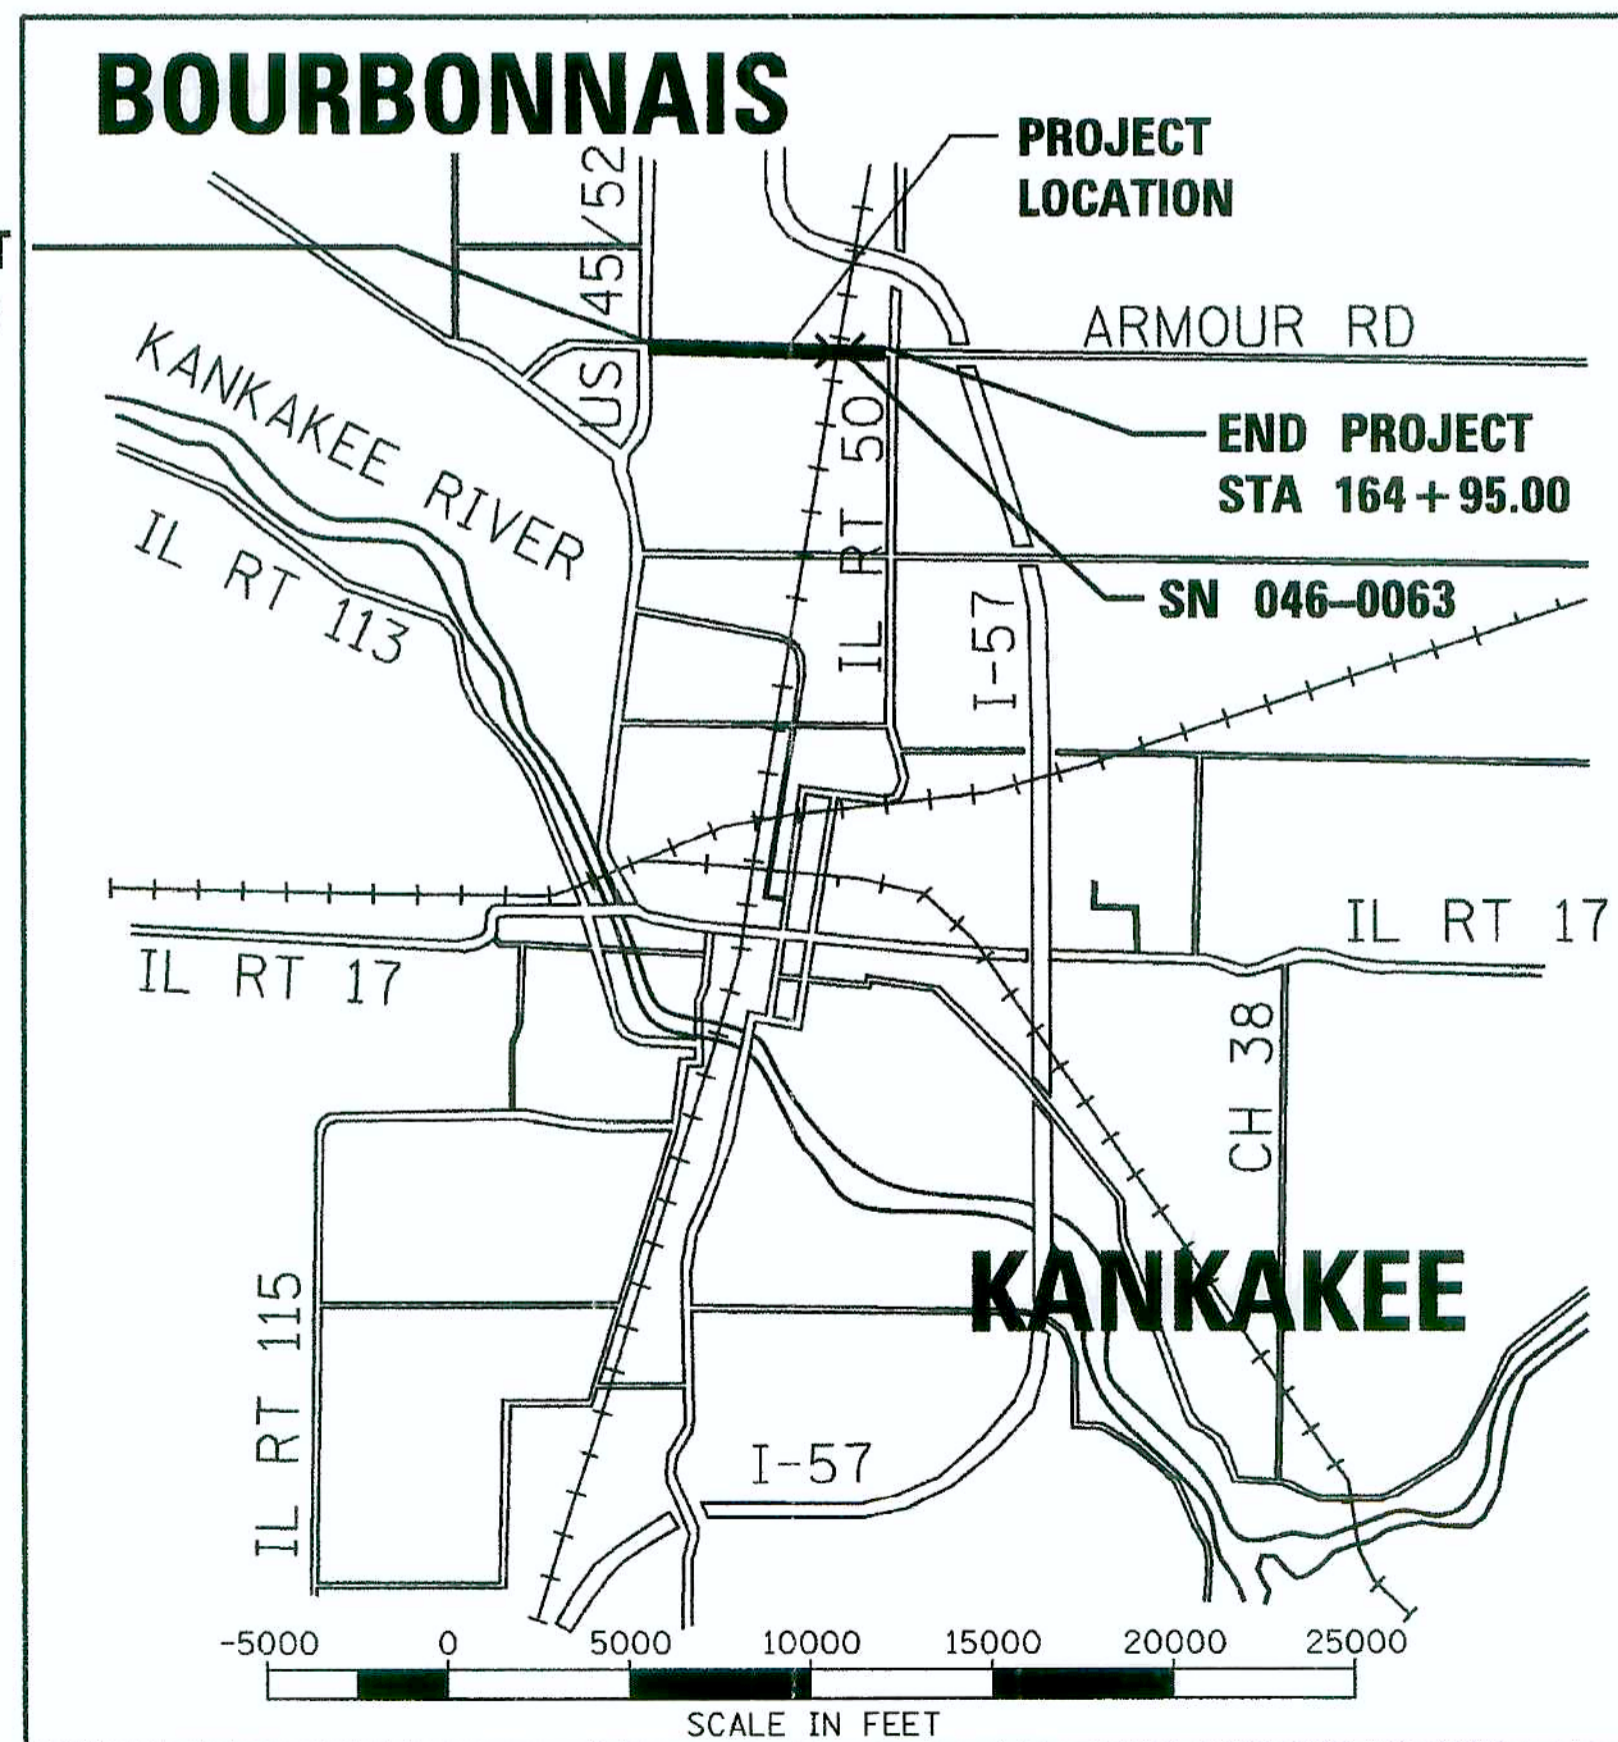 BOURBONNAIS
PROJECT
LOCATION
US 45/52
ARMOUR RD
KANKAKEE RIVER
END PROJECT
STA 164+95.00
IL RT 50
IL RT 113
SN 046-0063
I-57
IL RT 17
IL RT 17
CH 38
KANKAKEE
IL RT 115
I-57
-5000 0 5000 10000 15000 20000 25000
SCALE IN FEET